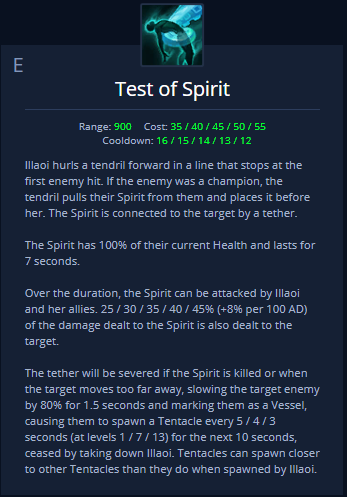 E
Test of Spirit
Range: 900 Cost: 35 / 40 / 45 / 50 / 55
Cooldown: 16 / 15 / 14 / 13 / 12
Illaoi hurls a tendril forward in a line that stops at the
first enemy hit. If the enemy was a champion, the
tendril pulls their Spirit from them and places it before
her. The Spirit is connected to the target by a tether.
The Spirit has 100% of their current Health and lasts for
7 seconds.
Over the duration, the Spirit can be attacked by Illaoi
and her allies. 25 / 30 / 35 / 40 / 45% (+8% per 100 AD)
of the damage dealt to the Spirit is also dealt to the
target.
The tether will be severed if the Spirit is killed or when
the target moves too far away, slowing the target enemy
by 80% for 1.5 seconds and marking them as a Vessel,
causing them to spawn a Tentacle every 5 / 4 / 3
seconds (at levels 1 / 7 / 13) for the next 10 seconds,
ceased by taking down Illaoi. Tentacles can spawn closer
to other Tentacles than they do when spawned by Illaoi.